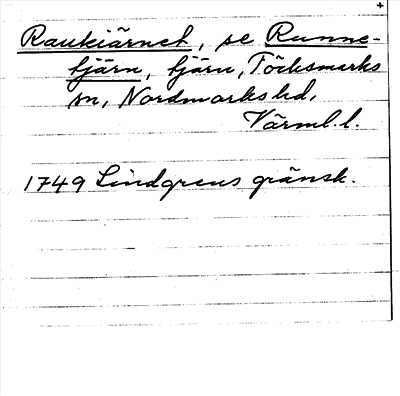 +
Raukiärnet, se Runne-
tjärn, tjärn, Töcksmarks
sn, Nordmarks hd,
Värml. l.
1749 Lindgrens gränsk.